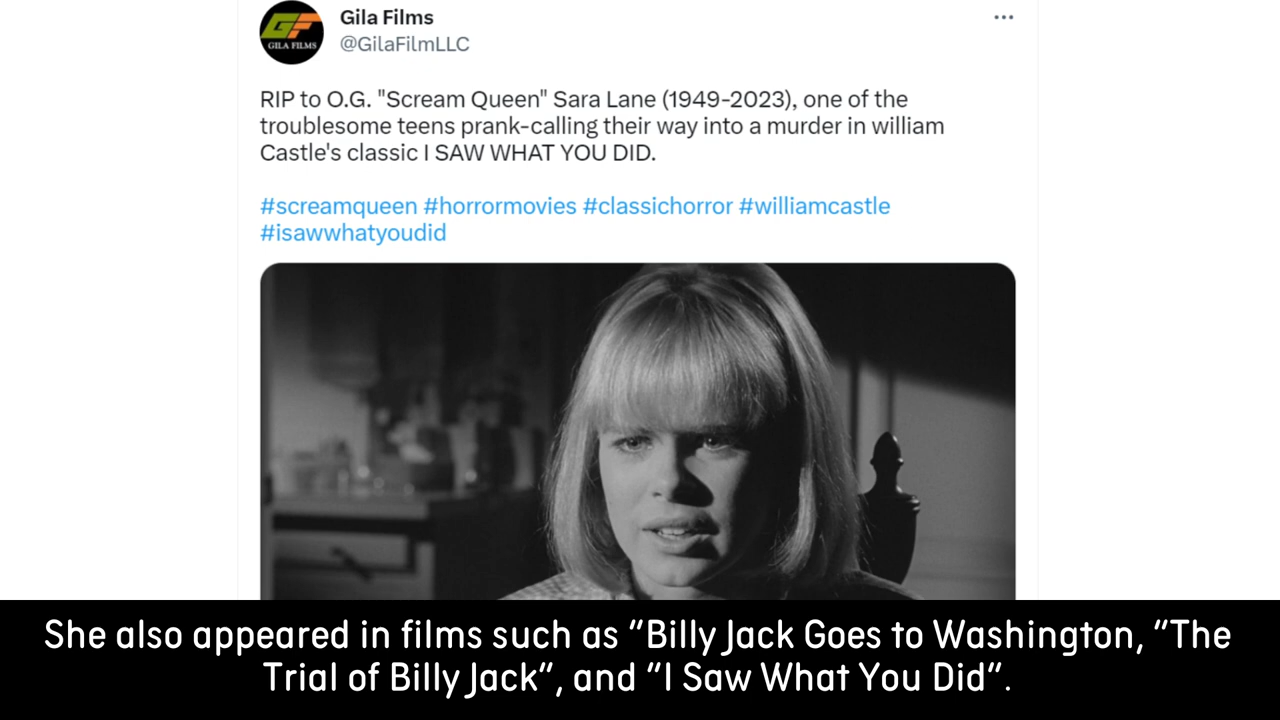 GF
GILA FILMS
Gila Films
@GilaFilmLLC
RIP to O.G. "Scream Queen" Sara Lane (1949-2023), one of the
troublesome teens prank-calling their way into a murder in william
Castle's classic I SAW WHAT YOU DID.
#screamqueen #horrormovies #classichorror #williamcastle
#isawwhatyoudid
She also appeared in films such as “Billy Jack Goes to Washington, “The
Trial of Billy Jack“, and “I Saw What You Did“.